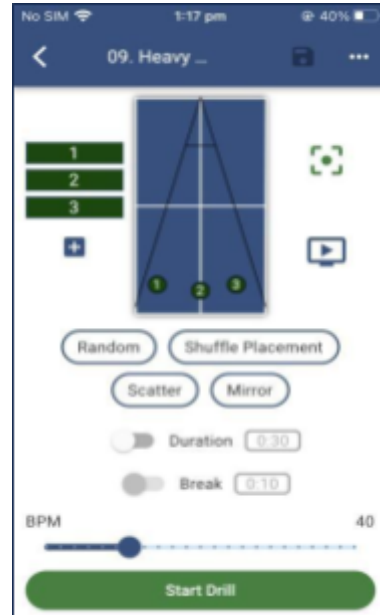 No SIM 1:17 pm 40%
09. Heavy ...
1
2
3
1 2 3
Random Shuffle Placement
Scatter Mirror
Duration 0:30
Break 0:10
BPM 40
Start Drill